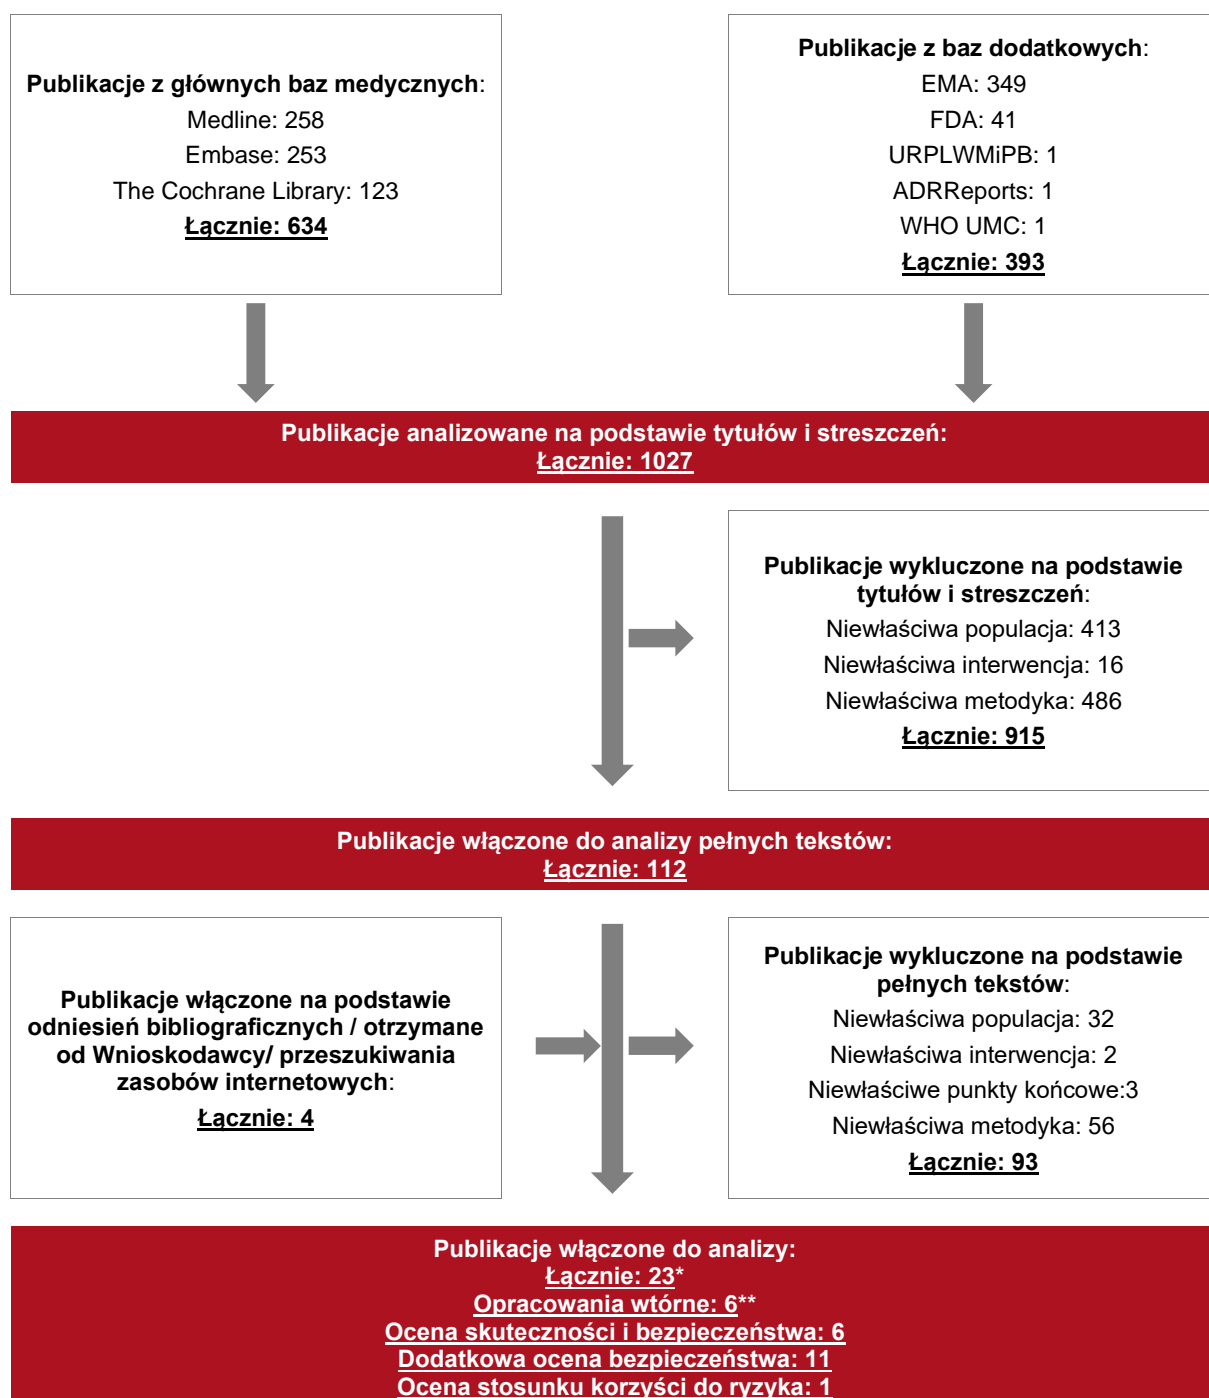 Publikacje z głównych baz medycznych:
Medline: 258
Embase: 253
The Cochrane Library: 123
Łącznie: 634
Publikacje z baz dodatkowych:
EMA: 349
FDA: 41
URPLWMiPB: 1
ADRReports: 1
WHO UMC: 1
Łącznie: 393
Publikacje analizowane na podstawie tytułów i streszczeń:
Łącznie: 1027
Publikacje wykluczone na podstawie
tytułów i streszczeń:
Niewłaściwa populacja: 413
Niewłaściwa interwencja: 16
Niewłaściwa metodyka: 486
Łącznie: 915
Publikacje włączone do analizy pełnych tekstów:
Łącznie: 112
Publikacje włączone na podstawie
odniesień bibliograficznych / otrzymane
od Wnioskodawcy/ przeszukiwania
zasobów internetowych:
Łącznie: 4
Publikacje wykluczone na podstawie
pełnych tekstów:
Niewłaściwa populacja: 32
Niewłaściwa interwencja: 2
Niewłaściwe punkty końcowe:3
Niewłaściwa metodyka: 56
Łącznie: 93
Publikacje włączone do analizy:
Łącznie: 23*
Opracowania wtórne: 6**
Ocena skuteczności i bezpieczeństwa: 6
Dodatkowa ocena bezpieczeństwa: 11
Ocena stosunku korzyści do ryzyka: 1